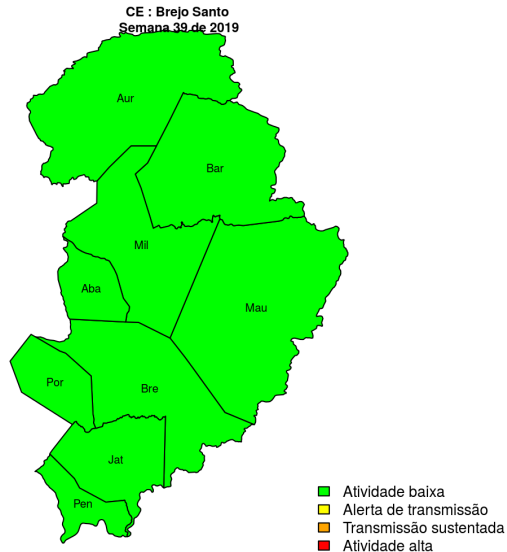 CE : Brejo Santo
Semana 39 de 2019
Aur
Bar
Mil
Aba
Mau
Por
Bre
Jat
Pen
Atividade baixa
Alerta de transmissão
Transmissão sustentada
Atividade alta